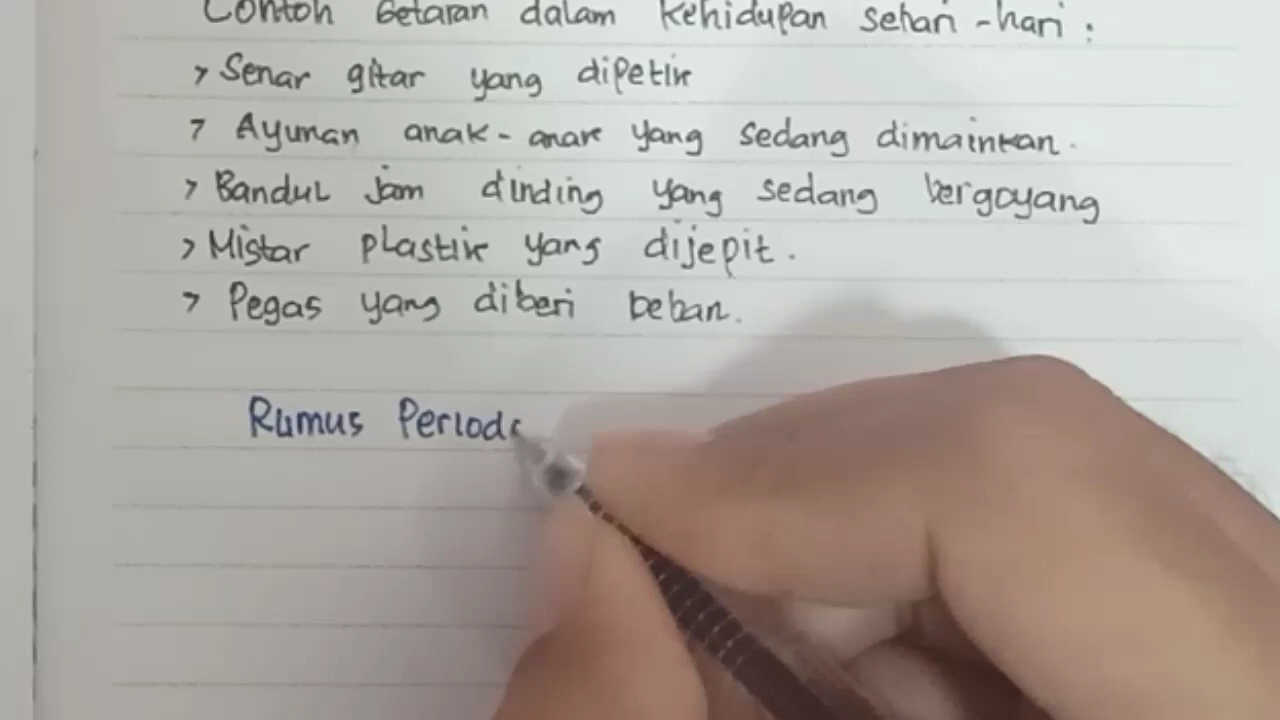 Contoh Getaran dalam kehidupan sehari-hari :
> Senar gitar yang dipetik
> Ayunan anak-anak yang sedang dimainkan.
> Bandul jam dinding yang sedang bergoyang
> Mistar plastik yang dijepit.
> Pegas yang diberi beban.
Rumus Periode